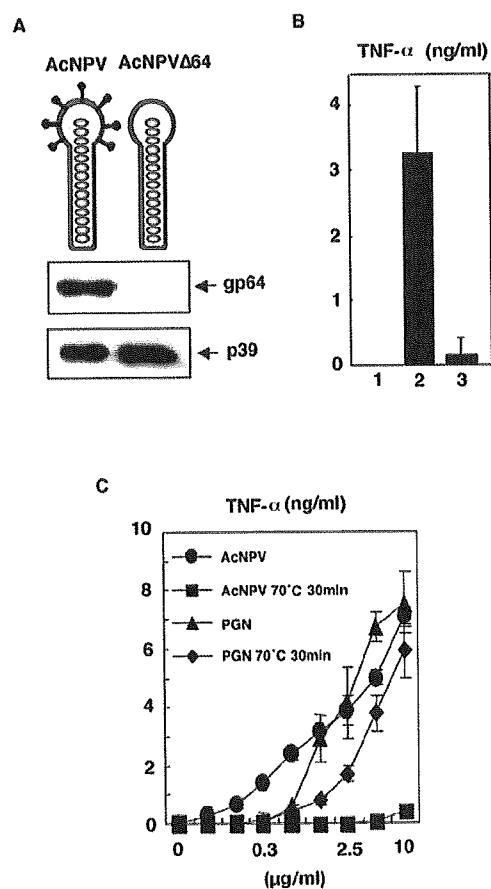 A
AcNPV AcNPVΔ64
gp64
p39
B
TNF-α (ng/ml)
4
3
2
1
0
1 2 3
C
TNF-α (ng/ml)
10
8
6
4
2
0
AcNPV
AcNPV 70°C 30min
PGN
PGN 70°C 30min
0 0.3 2.5 10
(μg/ml)